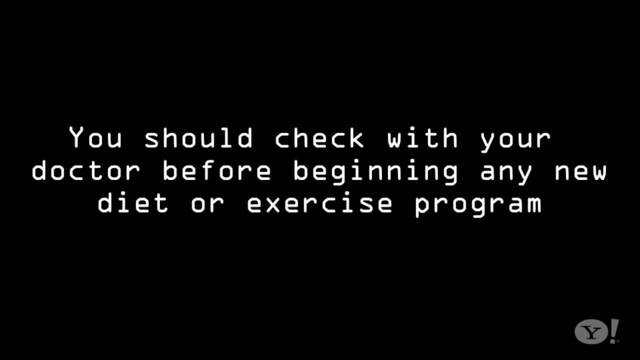 You should check with your
doctor before beginning any new
diet or exercise program
Y!